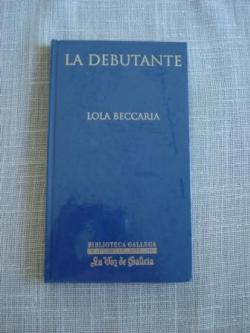 LA DEBUTANTE
LOLA BECCARIA
BIBLIOTECA GALLEGA
La Voz de Galicia